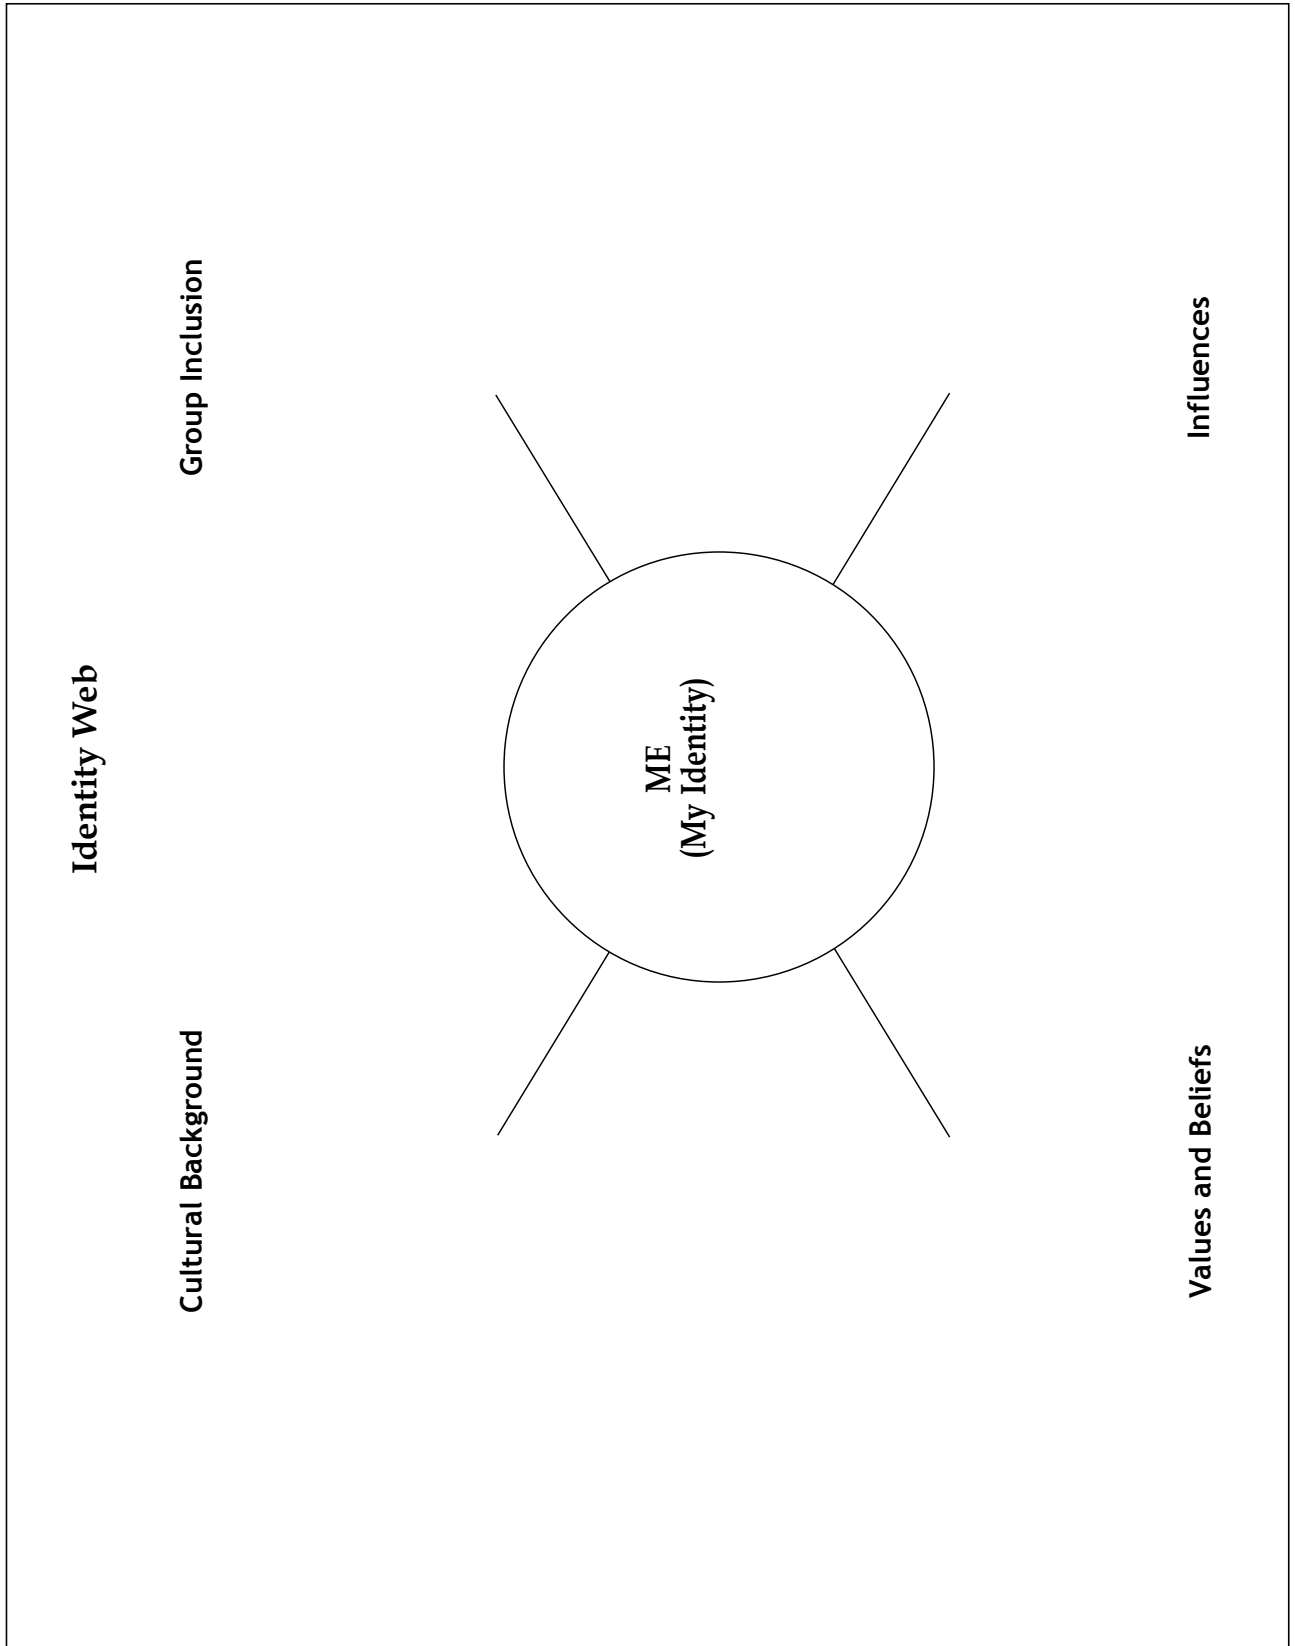 Identity Web
Cultural Background
Group Inclusion
ME
(My Identity)
Values and Beliefs
Influences